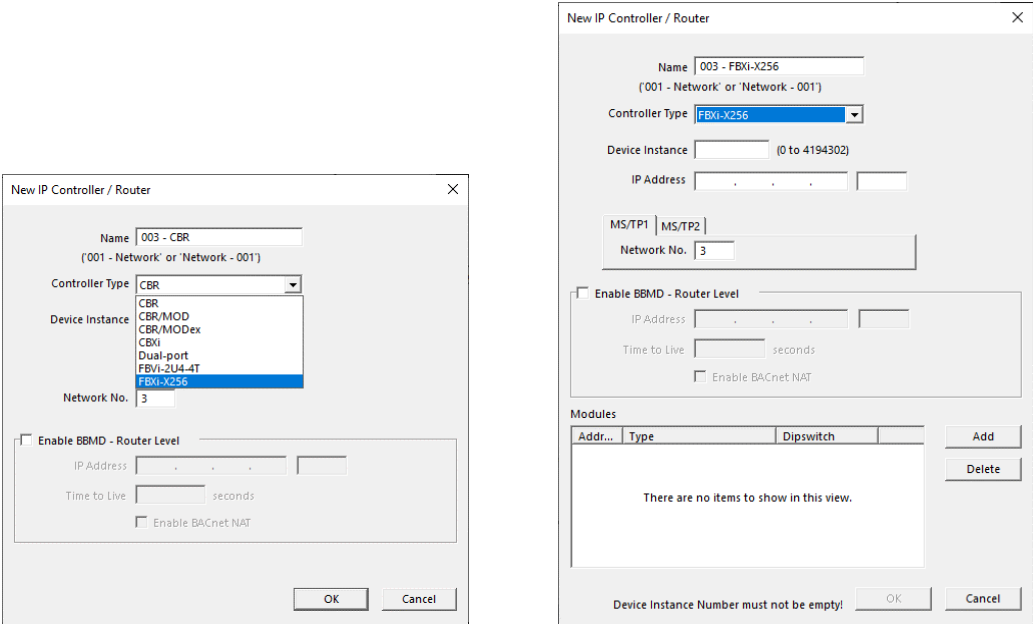 New IP Controller / Router
Name 003 - CBR
('001 - Network' or 'Network - 001')
Controller Type CBR
CBR
CBR/MOD
CBR/MODex
CBXi
Dual-port
FBVi-2U4-4T
FBXi-X256
Device Instance
Network No. 3
Enable BBMD - Router Level
IP Address . . .
Time to Live seconds
Enable BACnet NAT
OK Cancel
New IP Controller / Router
Name 003 - FBXi-X256
('001 - Network' or 'Network - 001')
Controller Type FBXi-X256
Device Instance (0 to 4194302)
IP Address . . .
MS/TP1 MS/TP2
Network No. 3
Enable BBMD - Router Level
IP Address . . .
Time to Live seconds
Enable BACnet NAT
Modules
Addr... Type Dipswitch
Add
Delete
There are no items to show in this view.
Device Instance Number must not be empty! OK Cancel